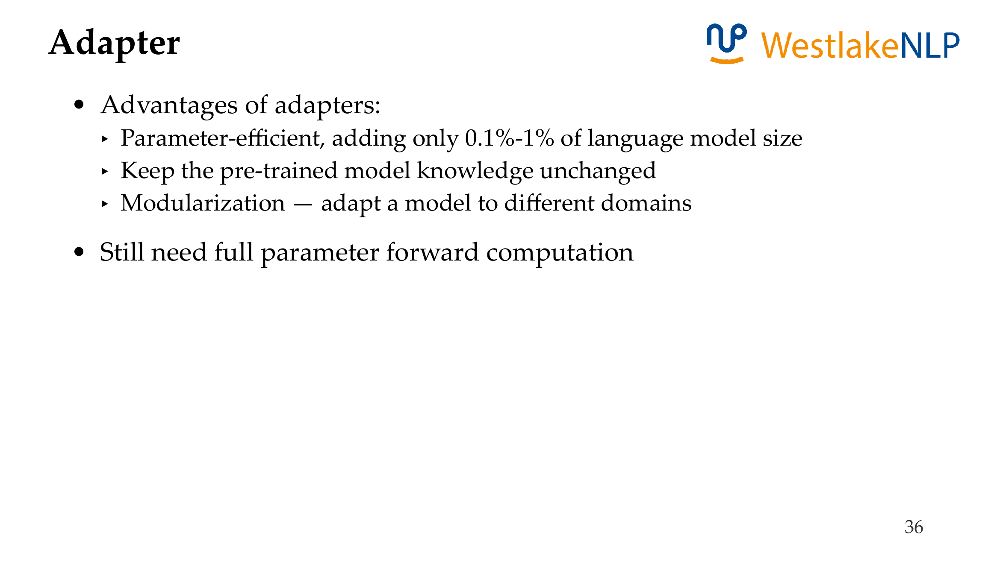 Adapter
WestlakeNLP
• Advantages of adapters:
‣ Parameter-efficient, adding only 0.1%-1% of language model size
‣ Keep the pre-trained model knowledge unchanged
‣ Modularization — adapt a model to different domains
• Still need full parameter forward computation
36